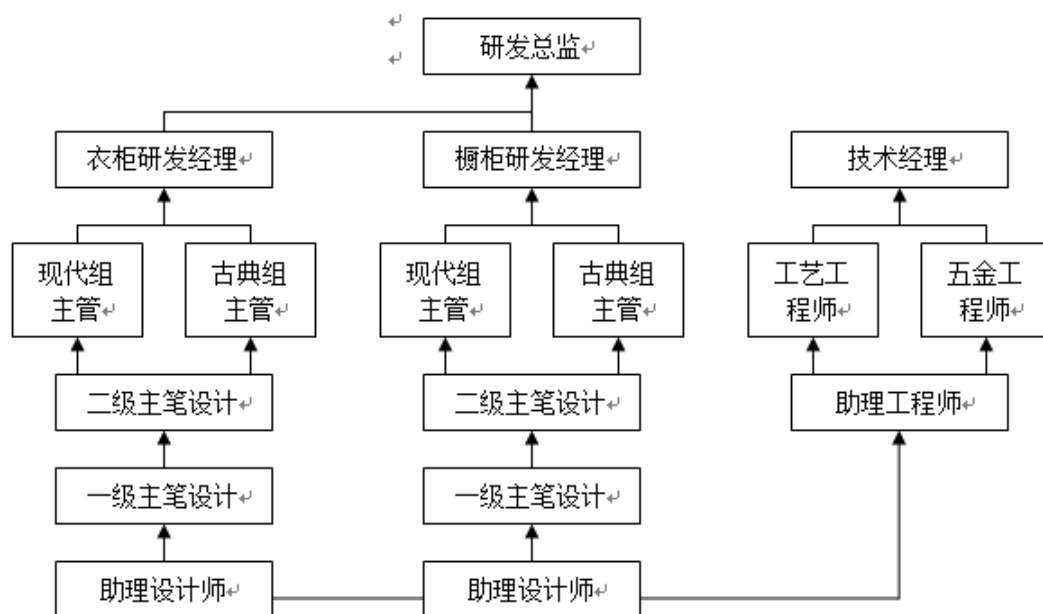 研发总监
衣柜研发经理
橱柜研发经理
技术经理
现代组
主管
古典组
主管
现代组
主管
古典组
主管
工艺工
程师
五金工
程师
二级主笔设计
二级主笔设计
助理工程师
一级主笔设计
一级主笔设计
助理设计师
助理设计师